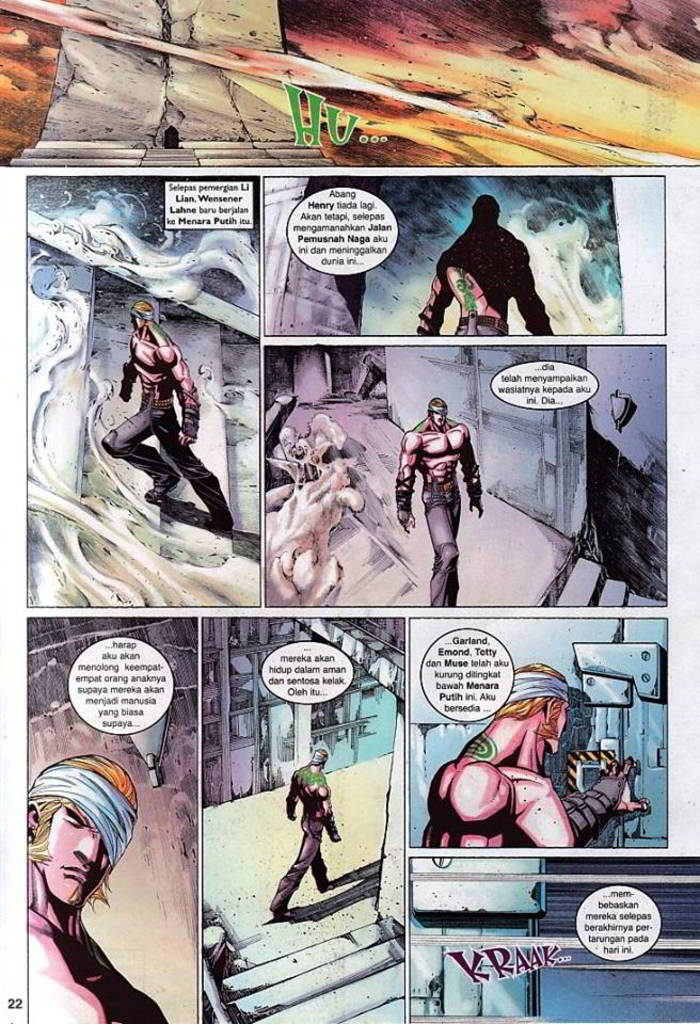 HU...
Selepas pemergian Li
Lian, Wensener
Lahne baru berjalan
ke Menara Putih itu.
Abang
Henry tiada lagi.
Akan tetapi, selepas
mengamanahkan Jalan
Pemusnah Naga aku
ini dan meninggalkan
dunia ini...
...dia
telah menyampaikan
wasiatnya kepada aku
ini. Dia...
...harap
aku akan
menolong keempat-
empat orang anaknya
supaya mereka akan
menjadi manusia
yang biasa
supaya...
mereka akan
hidup dalam aman
dan sentosa kelak.
Oleh itu...
...Garland,
Emond, Totty
dan Muse telah aku
kurung ditingkat
bawah Menara
Putih ini. Aku
bersedia ...
...mem-
bebaskan
mereka selepas
berakhirnya per-
tarungan pada
hari ini.
KRAAK...
22